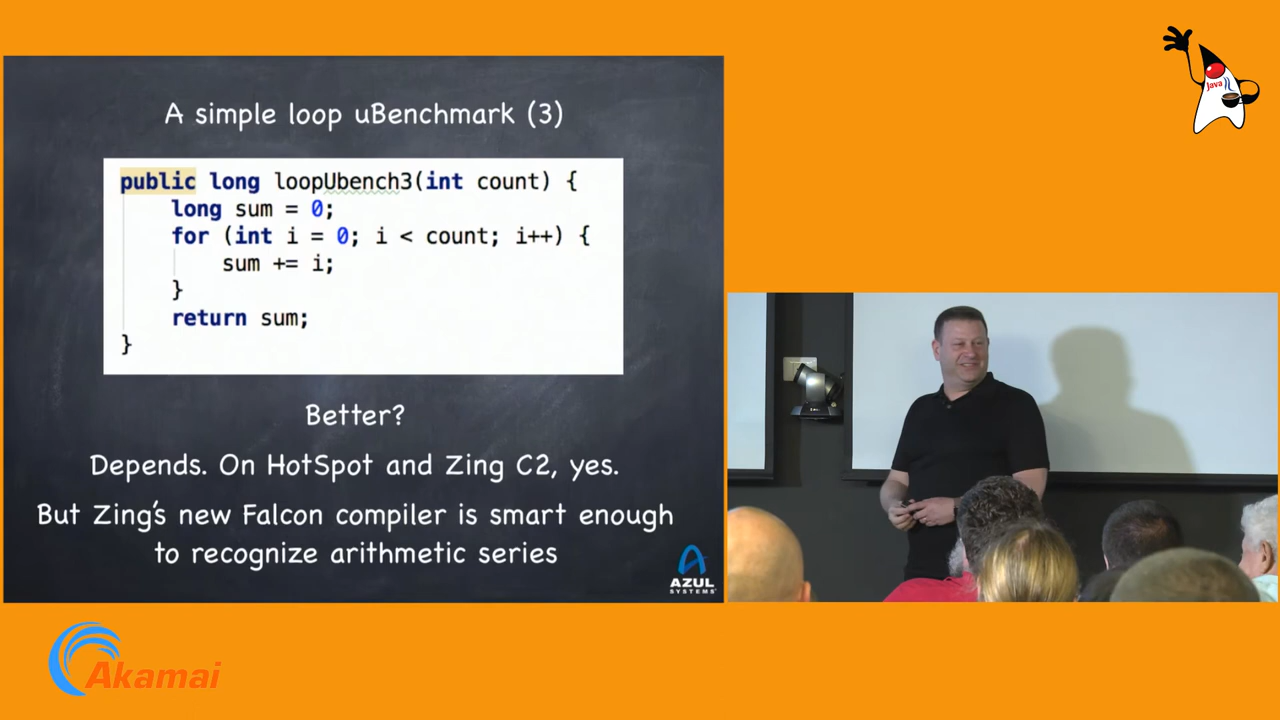 A simple loop uBenchmark (3)
public long loopUbench3(int count) {
long sum = 0;
for (int i = 0; i < count; i++) {
sum += i;
}
return sum;
}
Better?
Depends. On HotSpot and Zing C2, yes.
But Zing's new Falcon compiler is smart enough
to recognize arithmetic series
AZUL
SYSTEMS
Java
Akamai